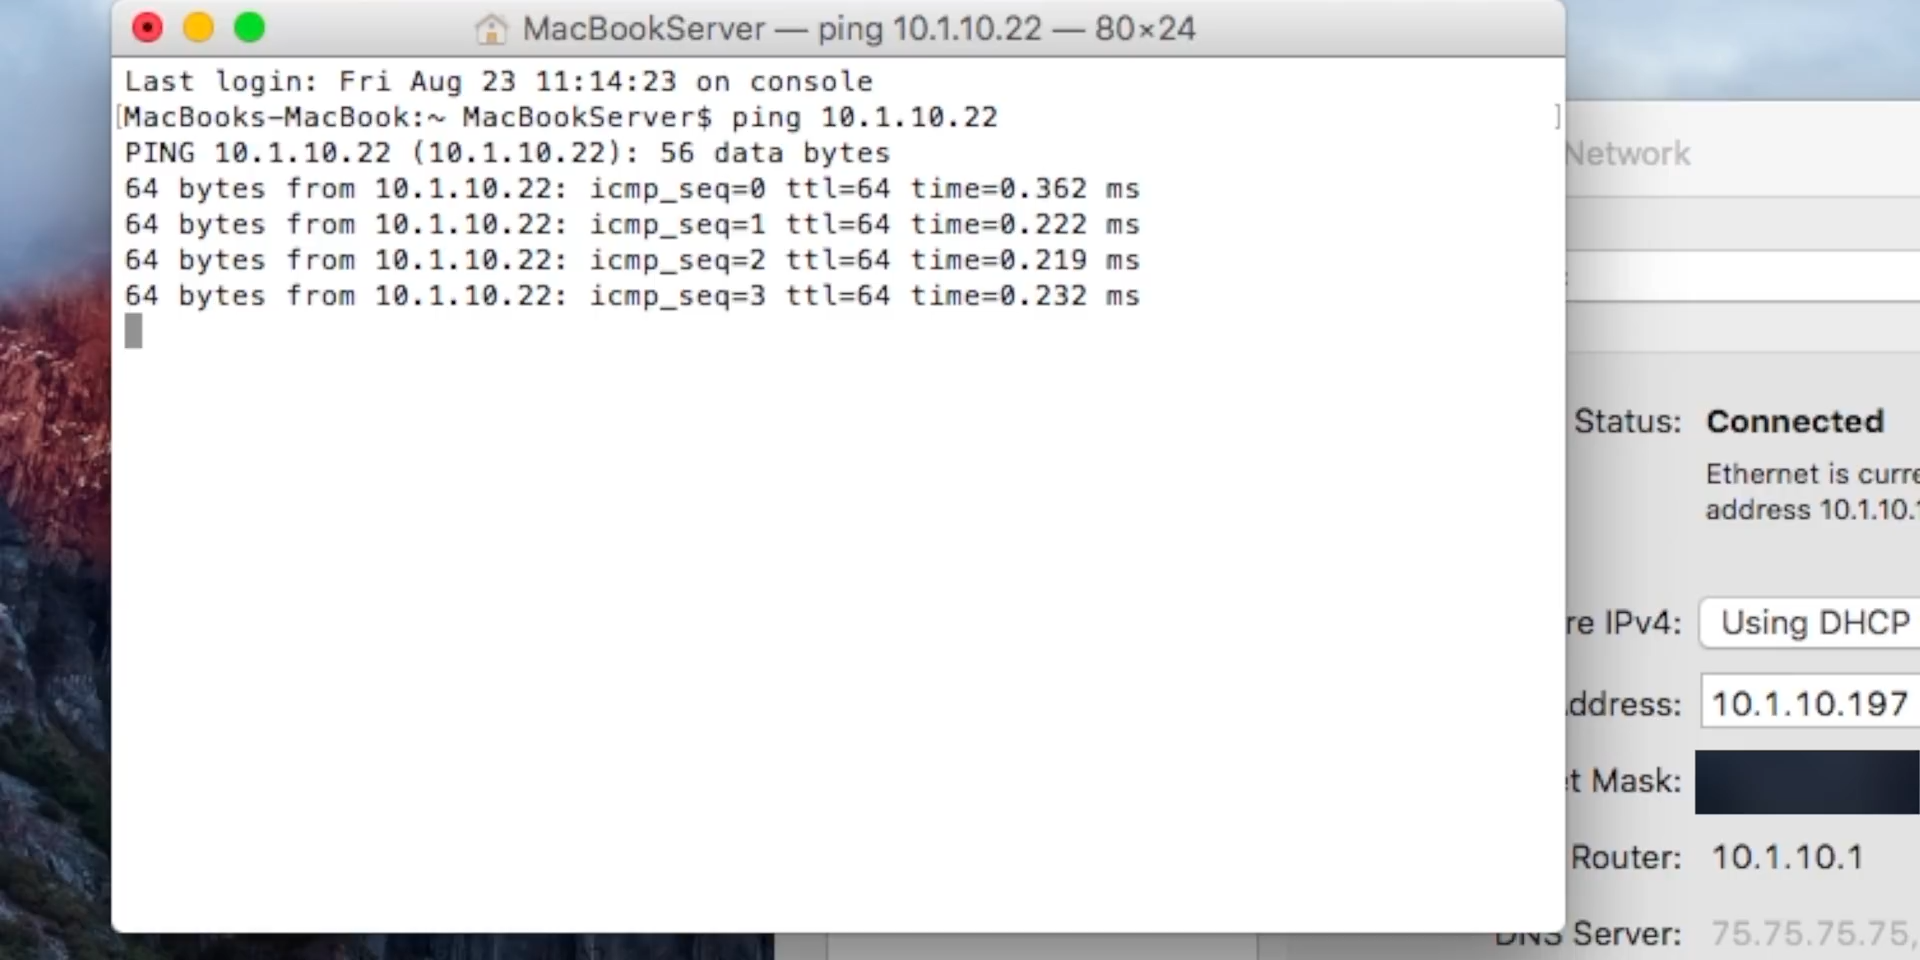 MacBookServer — ping 10.1.10.22 — 80×24
Last login: Fri Aug 23 11:14:23 on console
[MacBooks-MacBook:~ MacBookServer$ ping 10.1.10.22 ]
PING 10.1.10.22 (10.1.10.22): 56 data bytes
64 bytes from 10.1.10.22: icmp_seq=0 ttl=64 time=0.362 ms
64 bytes from 10.1.10.22: icmp_seq=1 ttl=64 time=0.222 ms
64 bytes from 10.1.10.22: icmp_seq=2 ttl=64 time=0.219 ms
64 bytes from 10.1.10.22: icmp_seq=3 ttl=64 time=0.232 ms
Network
Status: Connected
Ethernet is curre
address 10.1.10.1
re IPv4: Using DHCP
ddress: 10.1.10.197
t Mask:
Router: 10.1.10.1
DNS Server: 75.75.75.75,